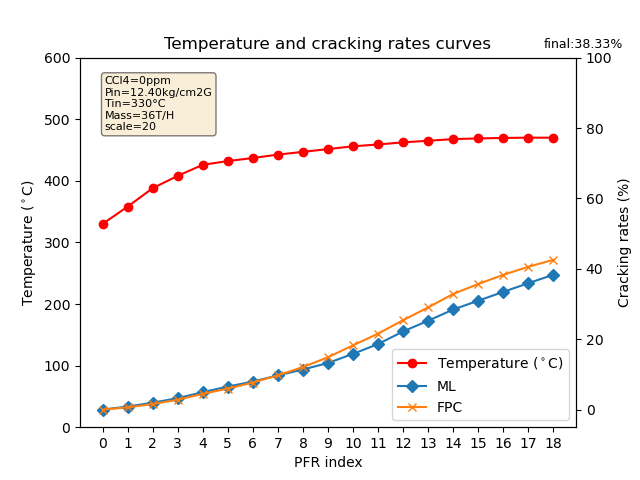 Temperature and cracking rates curves
final:38.33%
CCl4=0ppm
Pin=12.40kg/cm2G
Tin=330°C
Mass=36T/H
scale=20
600
500
400
300
200
100
0
Temperature (°C)
100
80
60
40
20
0
Cracking rates (%)
Temperature (°C)
ML
FPC
0 1 2 3 4 5 6 7 8 9 10 11 12 13 14 15 16 17 18
PFR index